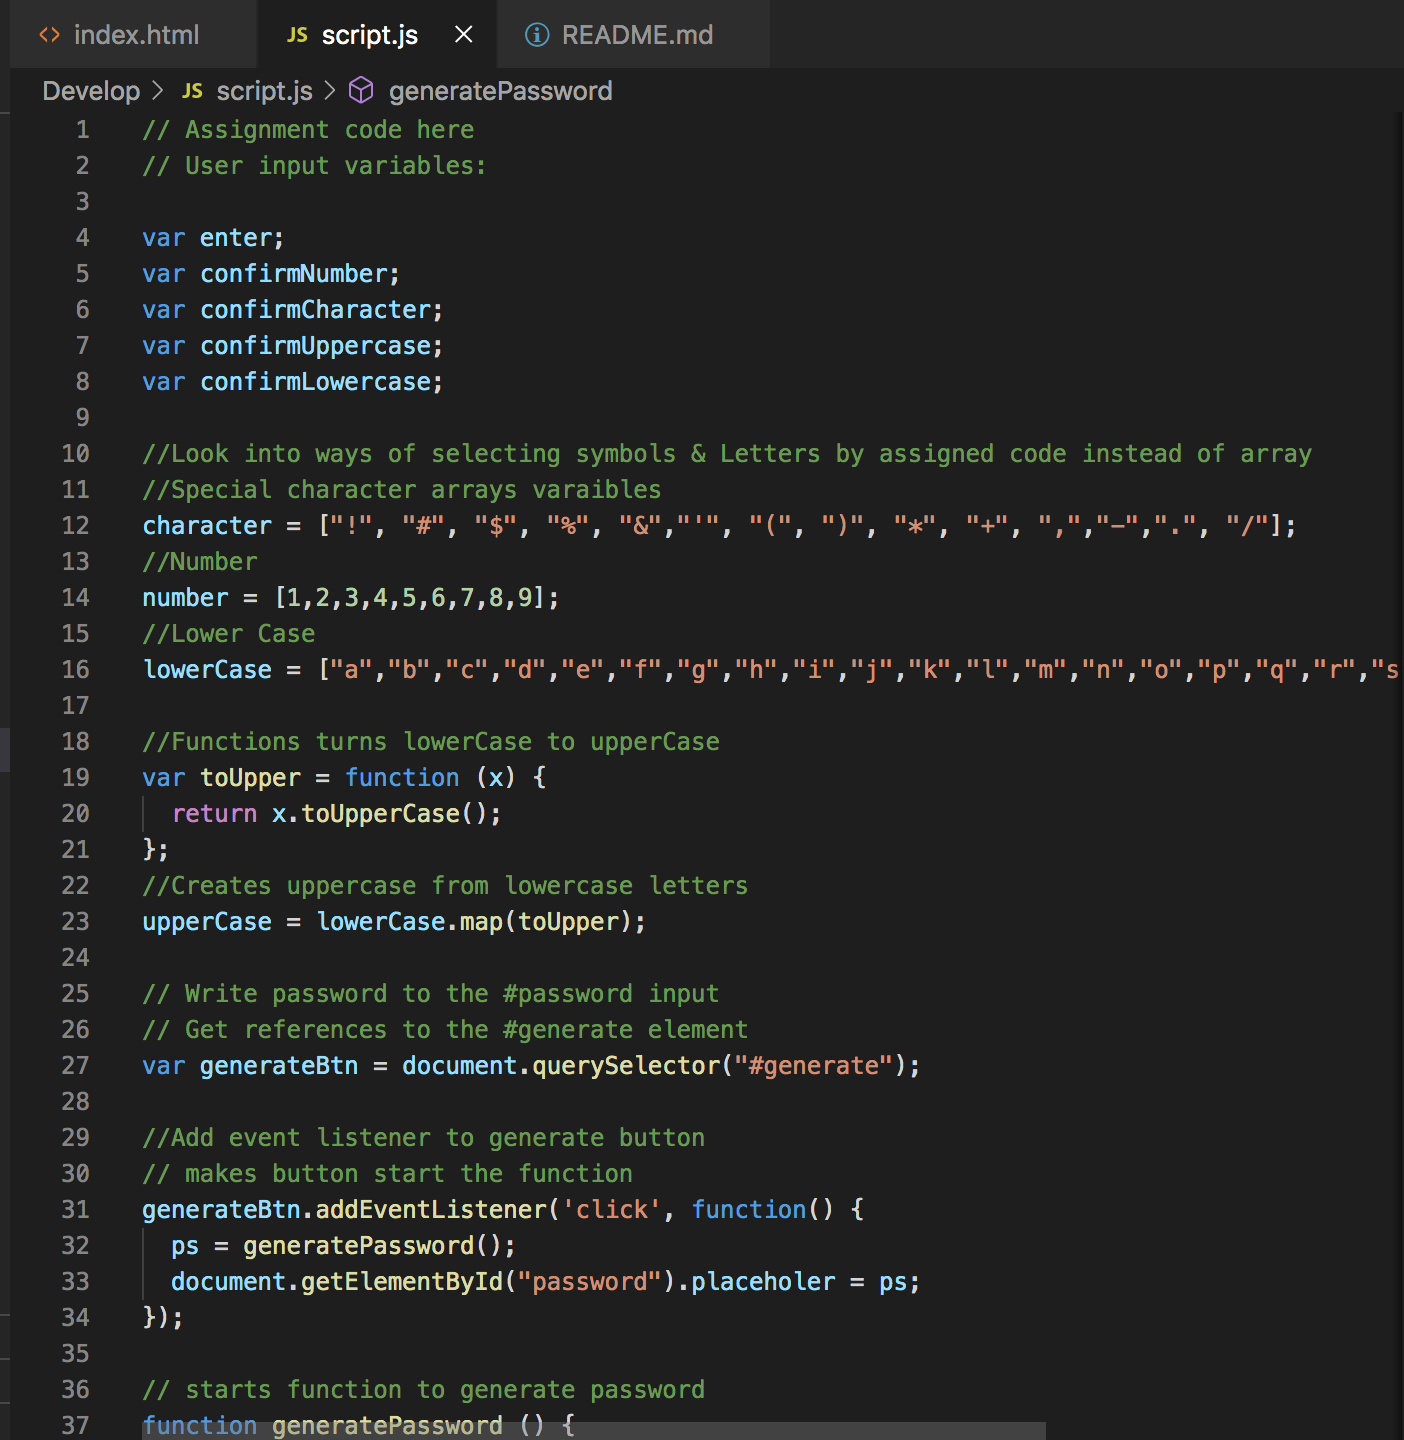 index.html JS script.js README.md
Develop > JS script.js > generatePassword
1 // Assignment code here
2 // User input variables:
3
4 var enter;
5 var confirmNumber;
6 var confirmCharacter;
7 var confirmUppercase;
8 var confirmLowercase;
9
10 //Look into ways of selecting symbols & Letters by assigned code instead of array
11 //Special character arrays varaibles
12 character = ["!", "#", "$", "%", "&","'", "(", ")", "*", "+", ",","-",".", "/"];
13 //Number
14 number = [1,2,3,4,5,6,7,8,9];
15 //Lower Case
16 lowerCase = ["a","b","c","d","e","f","g","h","i","j","k","l","m","n","o","p","q","r","s
17
18 //Functions turns lowerCase to upperCase
19 var toUpper = function (x) {
20   return x.toUpperCase();
21 };
22 //Creates uppercase from lowercase letters
23 upperCase = lowerCase.map(toUpper);
24
25 // Write password to the #password input
26 // Get references to the #generate element
27 var generateBtn = document.querySelector("#generate");
28
29 //Add event listener to generate button
30 // makes button start the function
31 generateBtn.addEventListener('click', function() {
32   ps = generatePassword();
33   document.getElementById("password").placeholer = ps;
34 });
35
36 // starts function to generate password
37 function generatePassword () {